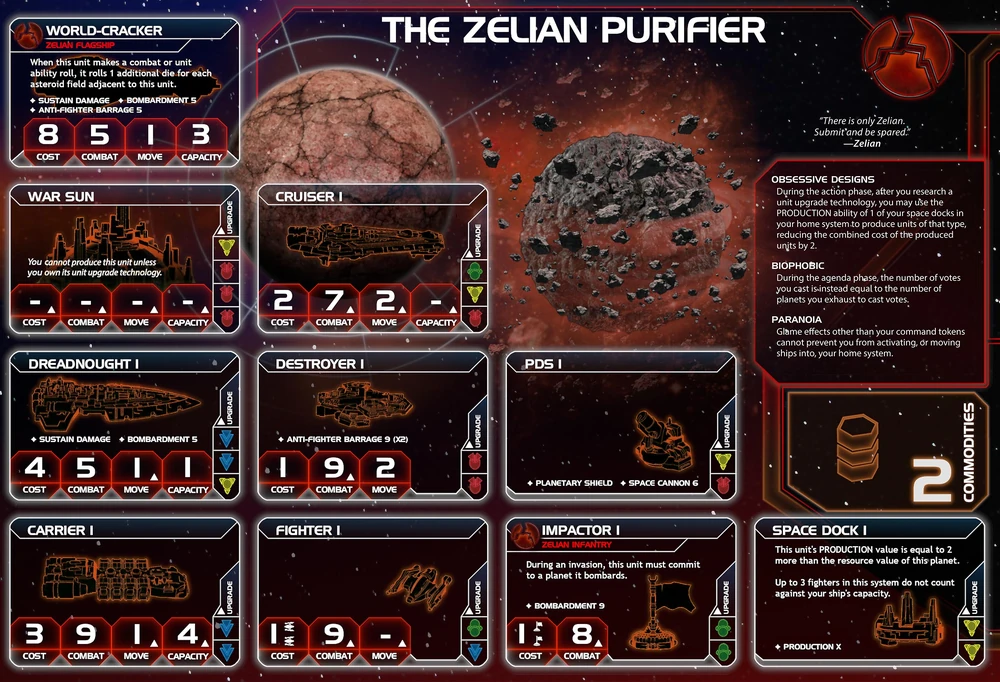 THE ZELIAN PURIFIER
WORLD-CRACKER
ZELIAN FLAGSHIP
When this unit makes a combat or unit
ability roll, it rolls 1 additional die for each
asteroid field adjacent to this unit.
SUSTAIN DAMAGE BOMBARDMENT 5
ANTI-FIGHTER BARRAGE 5
8 5 1 3
COST COMBAT MOVE CAPACITY
"There is only Zelian.
Submit and be spared."
—Zelian
OBSESSIVE DESIGNS
During the action phase, after you research a
unit upgrade technology, you may use the
PRODUCTION ability of 1 of your space docks in
your home system to produce units of that type,
reducing the combined cost of the produced
units by 2.
BIOPHOBIC
During the agenda phase, the number of votes
you cast isinstead equal to the number of
planets you exhaust to cast votes.
PARANOIA
Glame effects other than your command tokens
cannot prevent you from activating, or moving
ships into, your home system.
2
COMMODITIES
WAR SUN
UPGRADE
You cannot produce this unit unless
you own its unit upgrade technology.
- - - -
COST COMBAT MOVE CAPACITY
CRUISER I
UPGRADE
2 7 2 -
COST COMBAT MOVE CAPACITY
DREADNOUGHT I
UPGRADE
SUSTAIN DAMAGE BOMBARDMENT 5
4 5 1 1
COST COMBAT MOVE CAPACITY
DESTROYER I
UPGRADE
ANTI-FIGHTER BARRAGE 9 (X2)
1 9 2
COST COMBAT MOVE
PDS I
UPGRADE
PLANETARY SHIELD SPACE CANNON 6
CARRIER I
UPGRADE
3 9 1 4
COST COMBAT MOVE CAPACITY
FIGHTER I
UPGRADE
1 9 -
COST COMBAT MOVE
IMPACTOR I
ZELIAN INFANTRY
During an invasion, this unit must commit
to a planet it bombards.
BOMBARDMENT 9
UPGRADE
1 8
COST COMBAT
SPACE DOCK I
This unit's PRODUCTION value is equal to 2
more than the resource value of this planet.
Up to 3 fighters in this system do not count
against your ship's capacity.
UPGRADE
PRODUCTION X